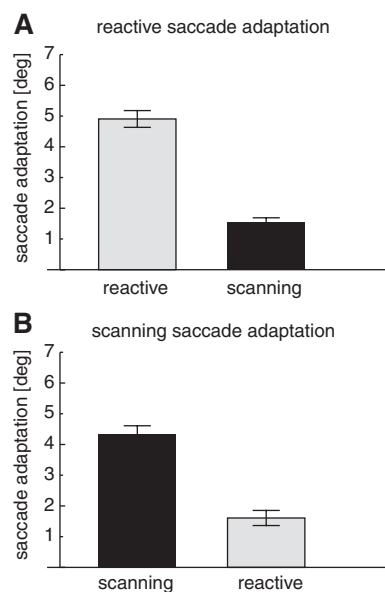 A reactive saccade adaptation
saccade adaptation [deg]
7
6
5
4
3
2
1
reactive scanning
B scanning saccade adaptation
saccade adaptation [deg]
7
6
5
4
3
2
1
scanning reactive